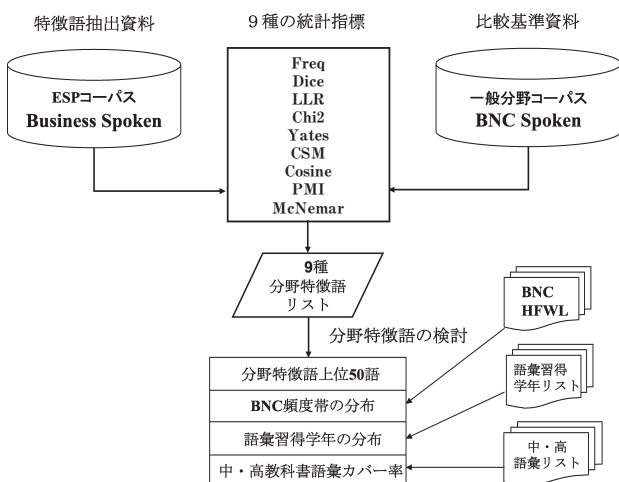 特徴語抽出資料
9種の統計指標
比較基準資料
ESPコーパス
Business Spoken
Freq
Dice
LLR
Chi2
Yates
CSM
Cosine
PMI
McNemar
一般分野コーパス
BNC Spoken
9種
分野特徴語
リスト
分野特徴語の検討
分野特徴語上位50語
BNC頻度帯の分布
語彙習得学年の分布
中・高教科書語彙カバー率
BNC
HFWL
語彙習得
学年リスト
中・高
語彙リスト